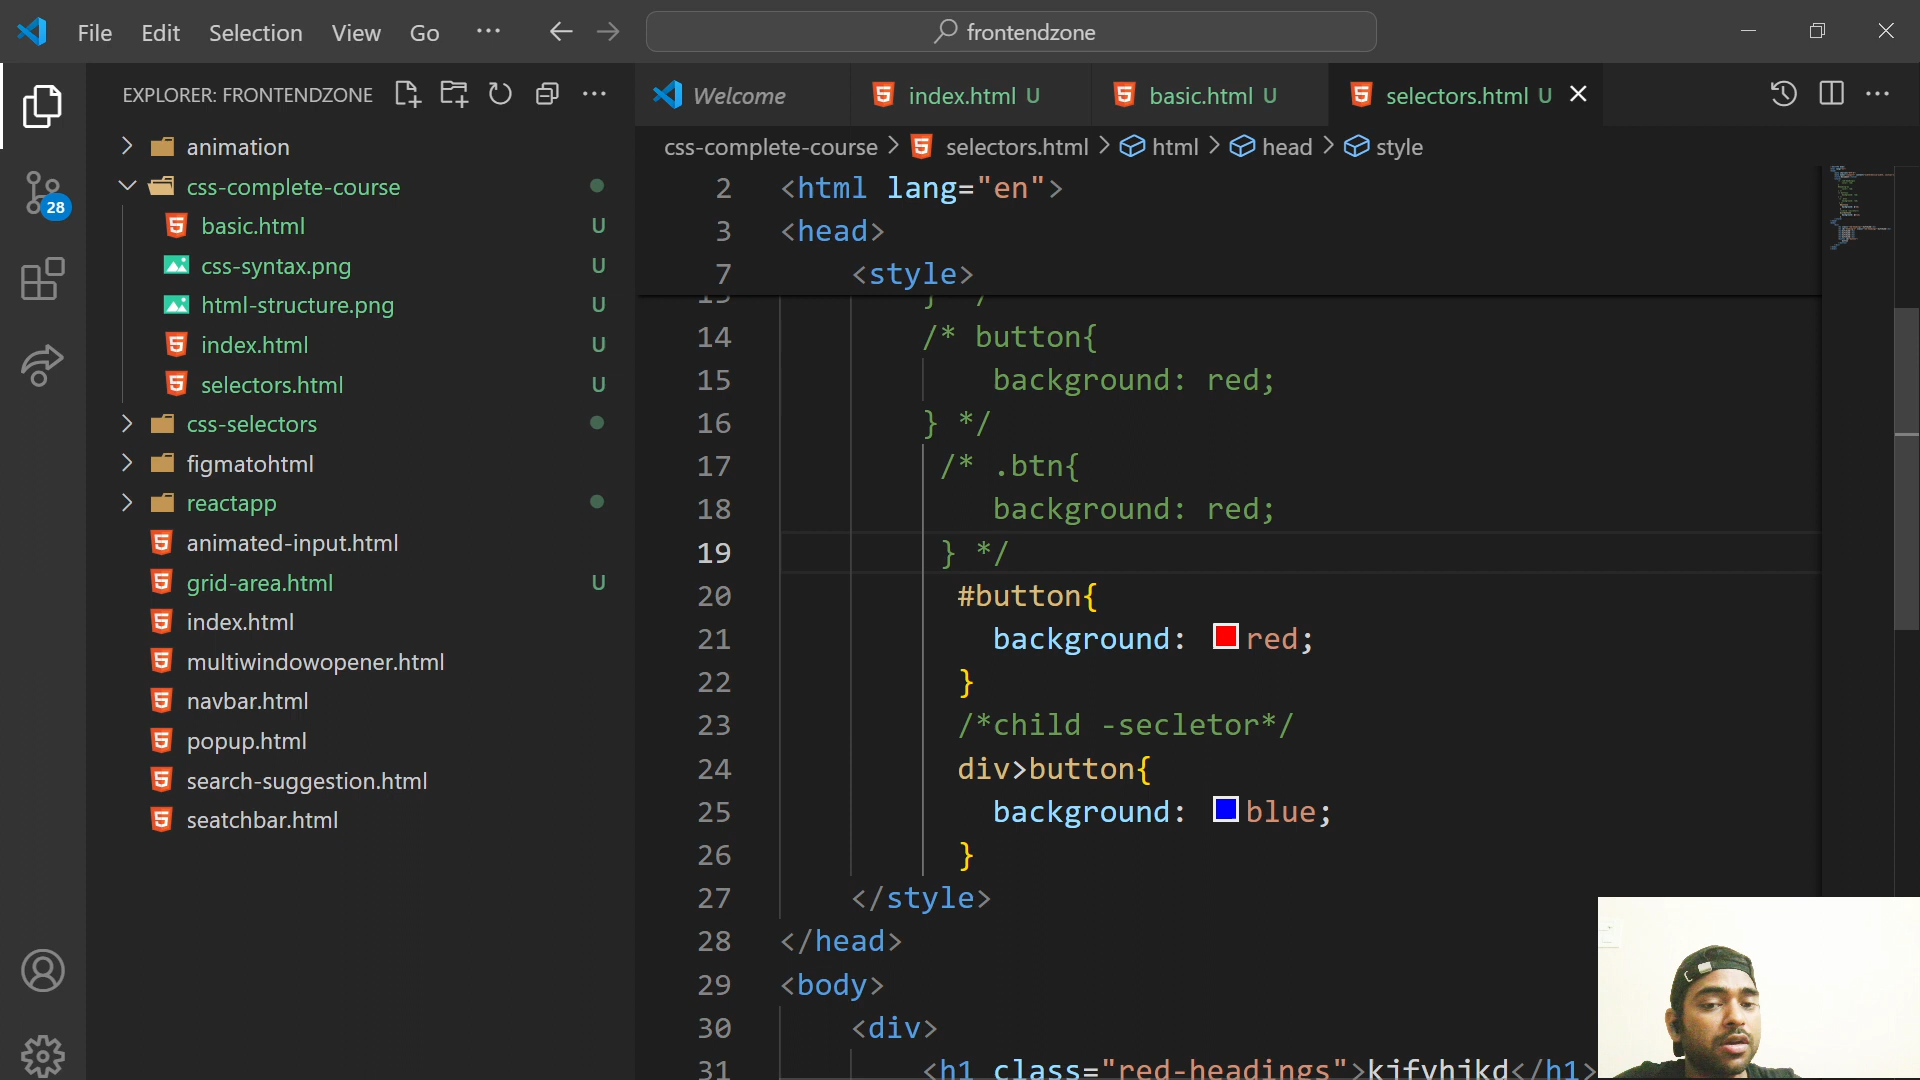 File Edit Selection View Go ··· frontendzone
EXPLORER: FRONTENDZONE
animation
css-complete-course
basic.html U
css-syntax.png U
html-structure.png U
index.html U
selectors.html U
css-selectors
figmatohtml
reactapp
animated-input.html
grid-area.html U
index.html
multiwindowopener.html
navbar.html
popup.html
search-suggestion.html
seatchbar.html
28
Welcome index.html U basic.html U selectors.html U
css-complete-course > selectors.html > html > head > style
2 <html lang="en">
3 <head>
7 <style>
} */
14 /* button{
15 background: red;
16 } */
17 /* .btn{
18 background: red;
19 } */
20 #button{
21 background: red;
22 }
23 /*child -secletor*/
24 div>button{
25 background: blue;
26 }
27 </style>
28 </head>
29 <body>
30 <div>
31 <h1 class="red-headings">kjfvhjkd</h1>